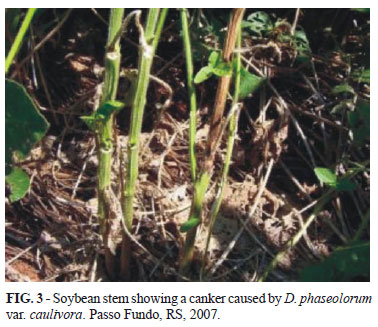 FIG. 3 - Soybean stem showing a canker caused by D. phaseolorum
var. caulivora. Passo Fundo, RS, 2007.